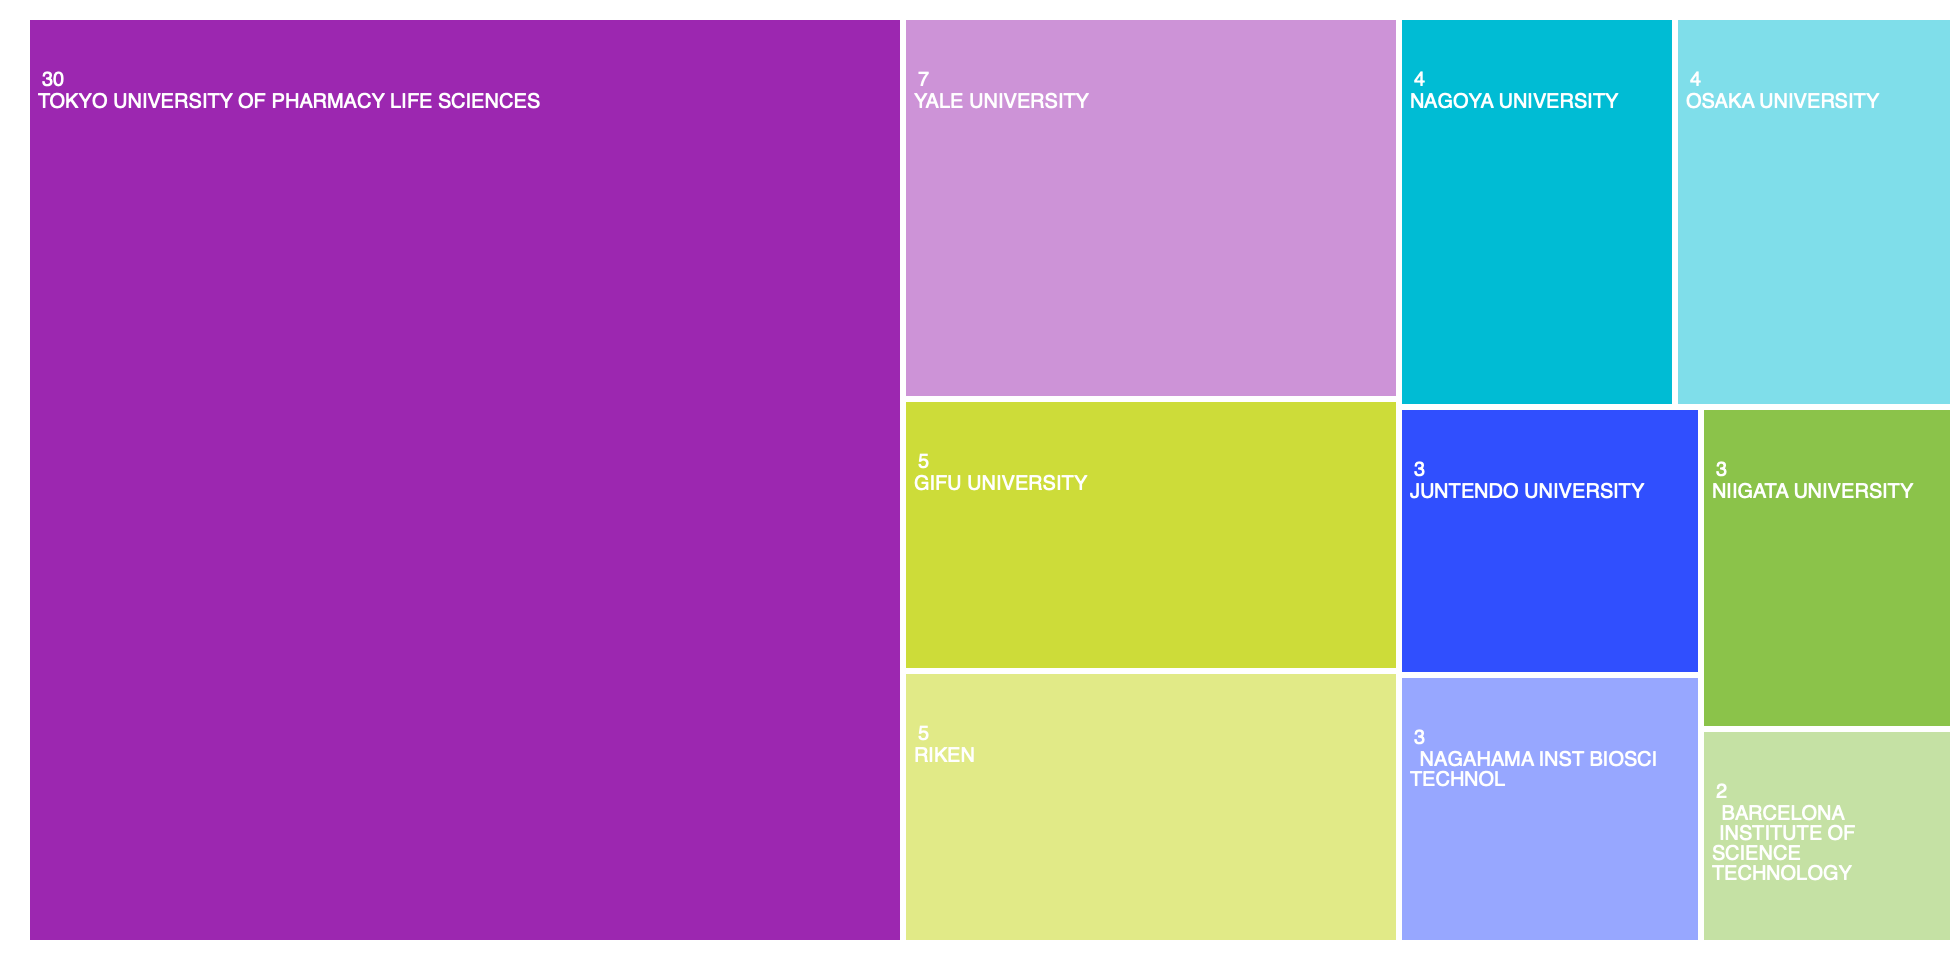 30
TOKYO UNIVERSITY OF PHARMACY LIFE SCIENCES
7
YALE UNIVERSITY
4
NAGOYA UNIVERSITY
4
OSAKA UNIVERSITY
5
GIFU UNIVERSITY
3
JUNTENDO UNIVERSITY
3
NIIGATA UNIVERSITY
5
RIKEN
3
NAGAHAMA INST BIOSCI
TECHNOL
2
BARCELONA
INSTITUTE OF
SCIENCE
TECHNOLOGY